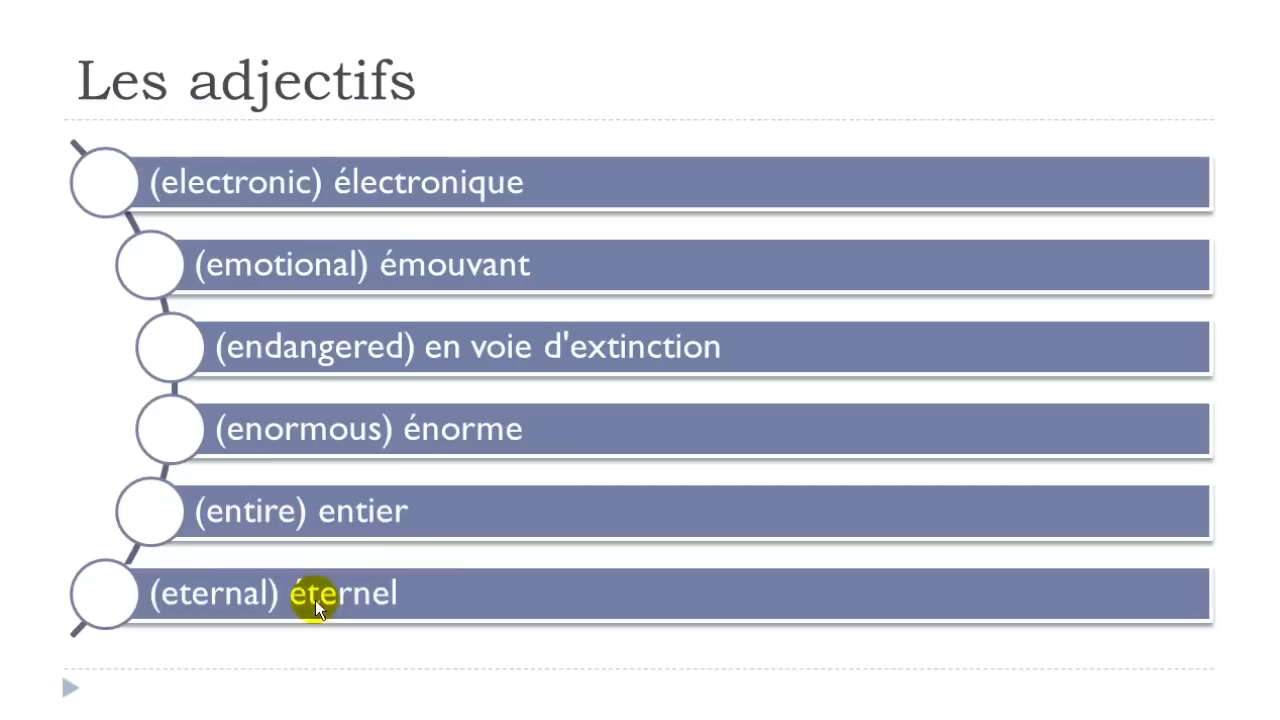 Les adjectifs
(electronic) électronique
(emotional) émouvant
(endangered) en voie d'extinction
(enormous) énorme
(entire) entier
(eternal) éternel